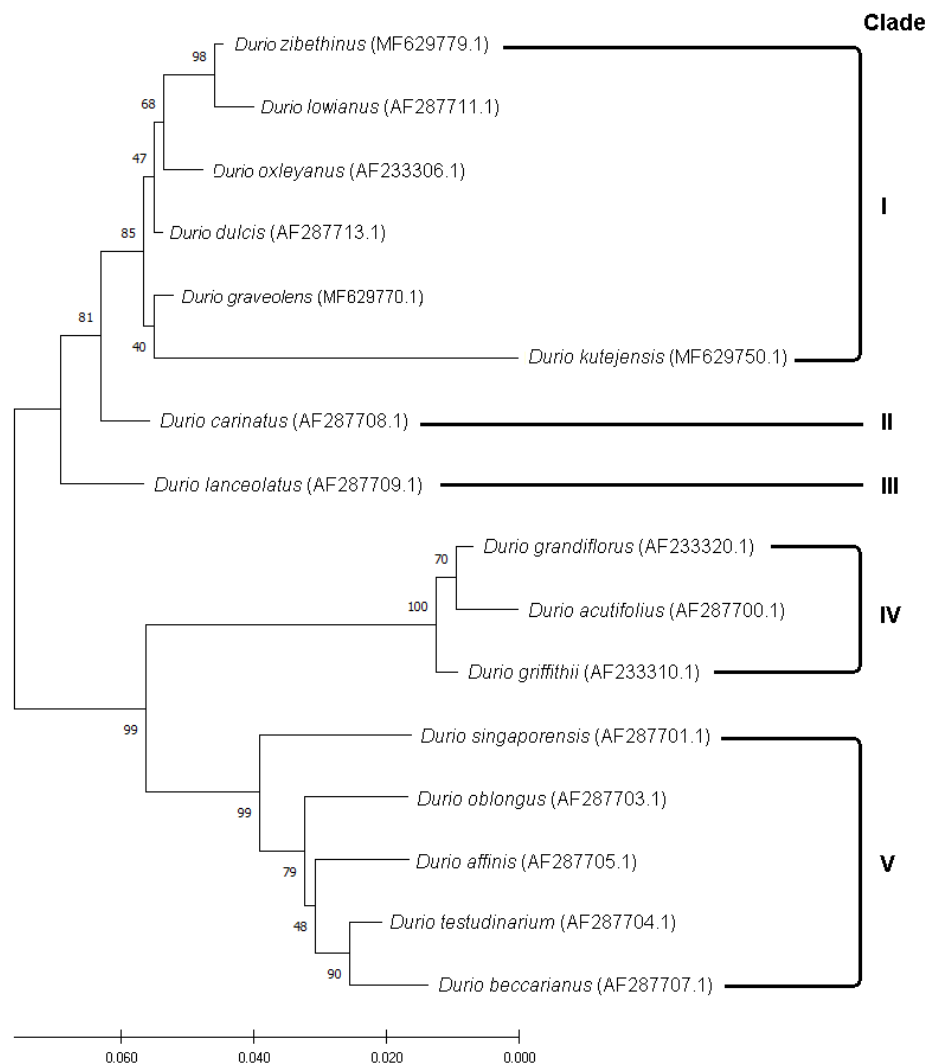 Clade
Durio zibethinus (MF629779.1)
98
Durio lowianus (AF287711.1)
68
47
Durio oxleyanus (AF233306.1)
I
85
Durio dulcis (AF287713.1)
Durio graveolens (MF629770.1)
81
40
Durio kutejensis (MF629750.1)
Durio carinatus (AF287708.1)
II
Durio lanceolatus (AF287709.1)
III
Durio grandiflorus (AF233320.1)
70
100
Durio acutifolius (AF287700.1)
IV
Durio griffithii (AF233310.1)
99
Durio singaporensis (AF287701.1)
99
Durio oblongus (AF287703.1)
79
Durio affinis (AF287705.1)
V
48
Durio testudinarium (AF287704.1)
90
Durio beccarianus (AF287707.1)
0.060 0.040 0.020 0.000